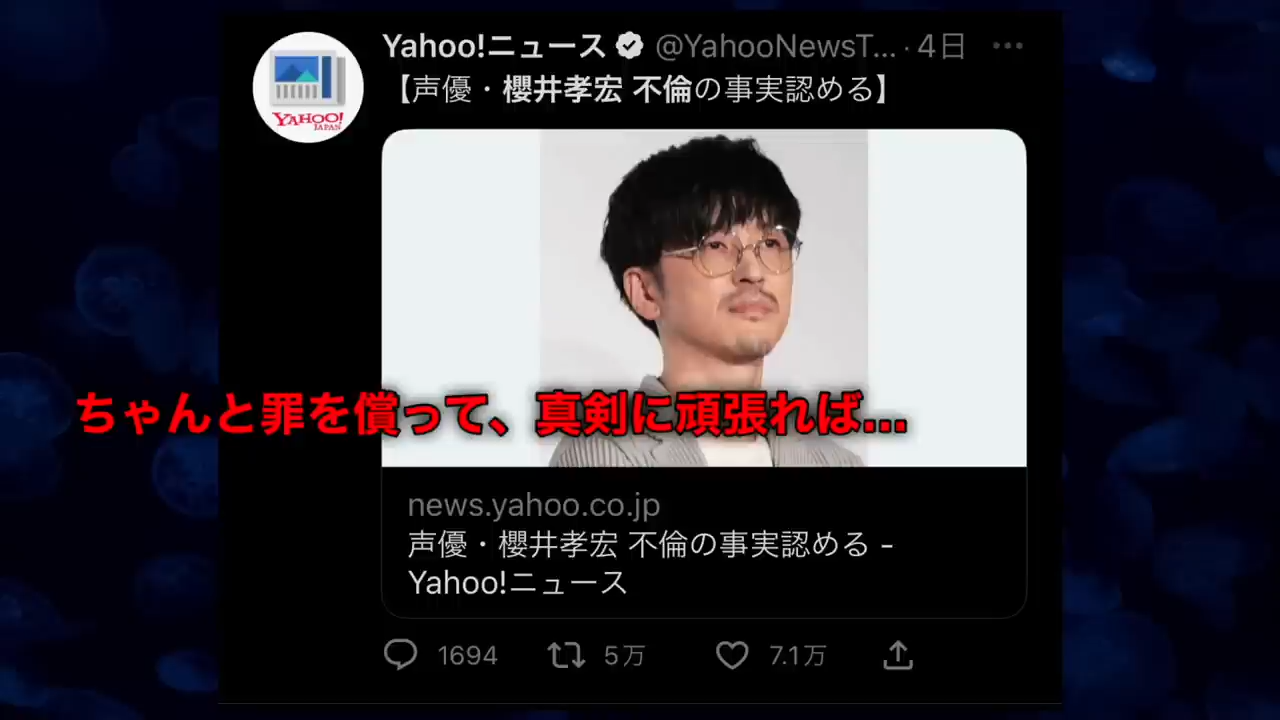 Yahoo!ニュース @YahooNewsT... · 4日 ...
【声優・櫻井孝宏 不倫の事実認める】
YAHOO!
JAPAN
ちゃんと罪を償って、真剣に頑張れば...
news.yahoo.co.jp
声優・櫻井孝宏 不倫の事実認める -
Yahoo!ニュース
1694 5万 7.1万